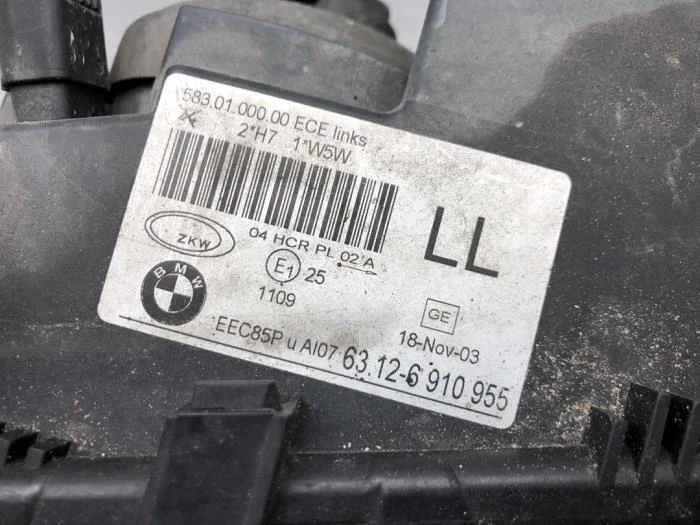 583.01.000.00 ECE links
2*H7 1*W5W
LL
ZKW
04 HCR PL 02 A
E1 25
1109
BMW
GE
18-Nov-03
EEC85P u AI07 63.12-6 910 955